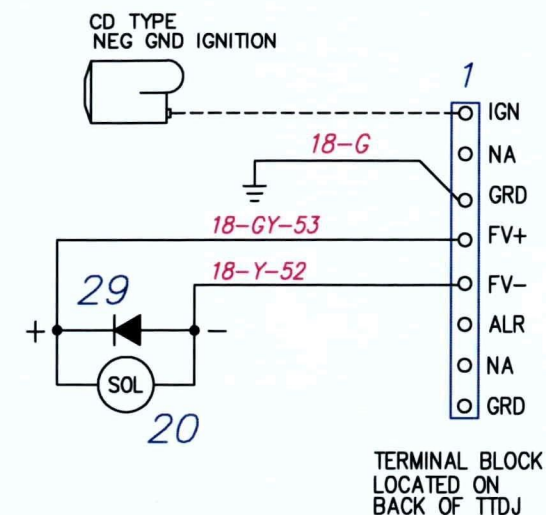 CD TYPE
NEG GND IGNITION
1
IGN
18-G
NA
GRD
18-GY-53
FV+
18-Y-52
FV-
29
+
-
ALR
SOL
NA
20
GRD
TERMINAL BLOCK
LOCATED ON
BACK OF TTDJ